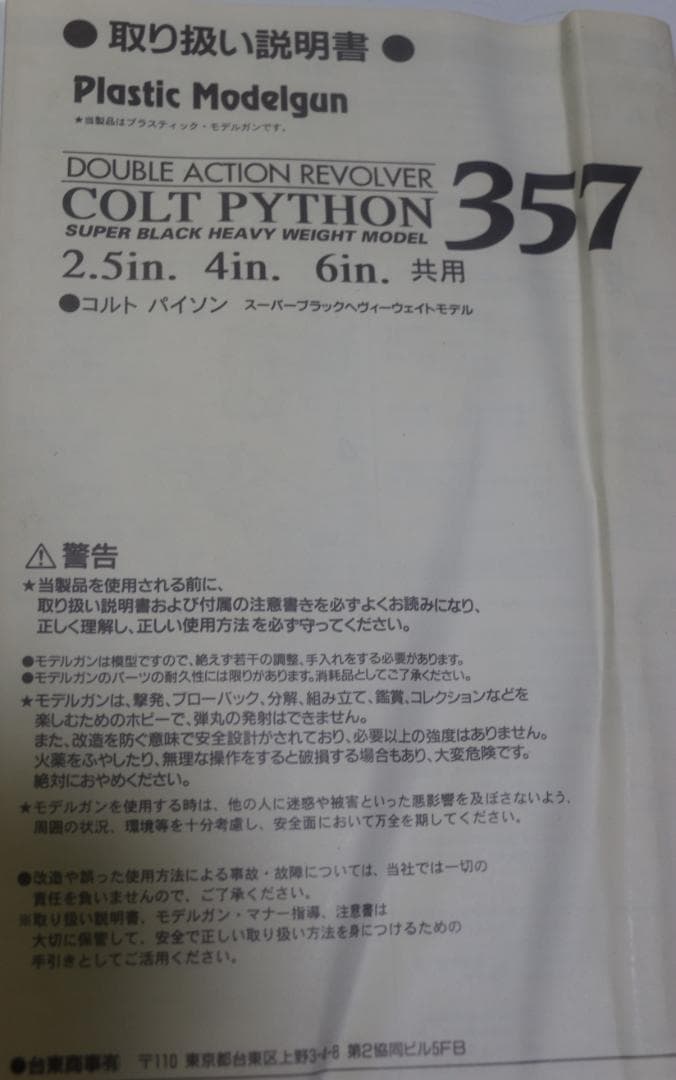 ● 取り扱い説明書 ●
Plastic Modelgun
★当製品はプラスティック・モデルガンです。
DOUBLE ACTION REVOLVER
COLT PYTHON 357
SUPER BLACK HEAVY WEIGHT MODEL
2.5in. 4in. 6in. 共用
●コルト パイソン スーパーブラックヘヴィーウェイトモデル
⚠警告
★当製品を使用される前に、
取り扱い説明書および付属の注意書きを必ずよくお読みになり、
正しく理解し、正しい使用方法を必ず守ってください。
●モデルガンは模型ですので、絶えず若干の調整、手入れをする必要があります。
●モデルガンのパーツの耐久性には限りがあります。消耗品としてご了承ください。
★モデルガンは、撃発、ブローバック、分解、組み立て、鑑賞、コレクションなどを
楽しむためのホビーで、弾丸の発射はできません。
また、改造を防ぐ意味で安全設計がされており、必要以上の強度はありません。
火薬をふやしたり、無理な操作をすると破損する場合もあり、大変危険です。
絶対におやめください。
★モデルガンを使用する時は、他の人に迷惑や被害といった悪影響を及ぼさないよう、
周囲の状況、環境等を十分考慮し、安全面において万全を期してください。
●改造や誤った使用方法による事故・故障については、当社では一切の
責任を負いませんので、ご了承ください。
※取り扱い説明書、モデルガン・マナー指導、注意書は
大切に保管して、安全で正しい取り扱い方法を身につけるための
手引きとしてご活用ください。
●台東商事有 〒110 東京都台東区上野3-4-8 第2協同ビル5FB